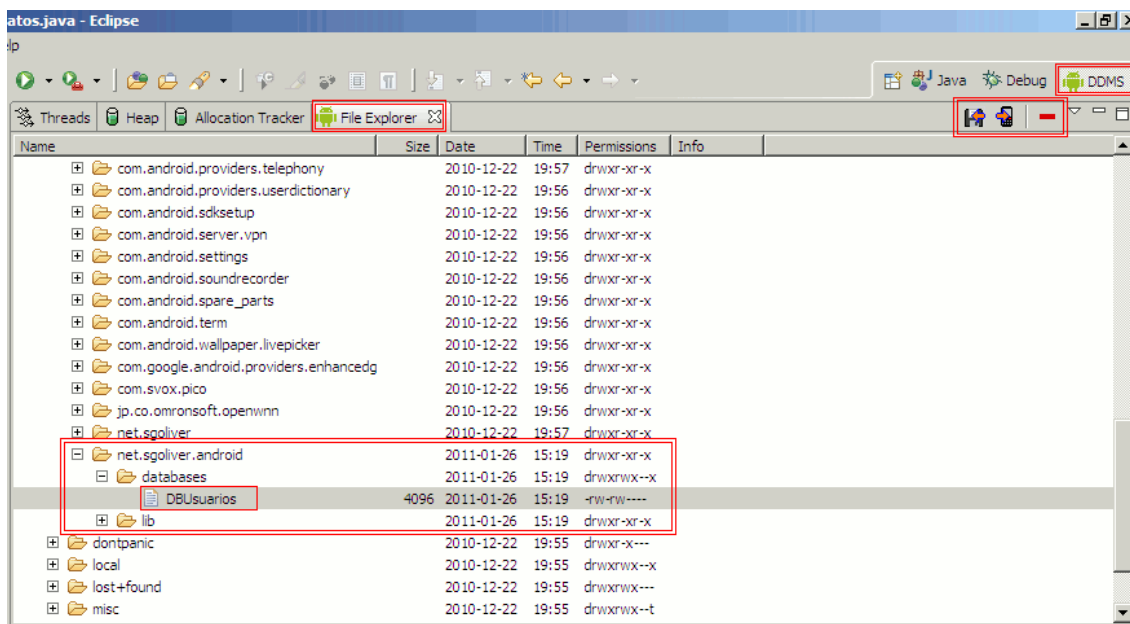 atos.java - Eclipse
elp
Java Debug DDMS
Threads Heap Allocation Tracker File Explorer
Name Size Date Time Permissions Info
com.android.providers.telephony 2010-12-22 19:57 drwxr-xr-x
com.android.providers.userdictionary 2010-12-22 19:56 drwxr-xr-x
com.android.sdksetup 2010-12-22 19:56 drwxr-xr-x
com.android.server.vpn 2010-12-22 19:56 drwxr-xr-x
com.android.settings 2010-12-22 19:56 drwxr-xr-x
com.android.soundrecorder 2010-12-22 19:56 drwxr-xr-x
com.android.spare_parts 2010-12-22 19:56 drwxr-xr-x
com.android.term 2010-12-22 19:56 drwxr-xr-x
com.android.wallpaper.livepicker 2010-12-22 19:56 drwxr-xr-x
com.google.android.providers.enhancedg 2010-12-22 19:56 drwxr-xr-x
com.svox.pico 2010-12-22 19:56 drwxr-xr-x
jp.co.omronsoft.openwnn 2010-12-22 19:56 drwxr-xr-x
net.sgoliver 2010-12-22 19:57 drwxr-xr-x
net.sgoliver.android 2011-01-26 15:19 drwxr-xr-x
databases 2011-01-26 15:19 drwxrwx--x
DBUsuarios 4096 2011-01-26 15:19 -rw-rw----
lib 2011-01-26 15:19 drwxr-xr-x
dontpanic 2010-12-22 19:55 drwxr-x---
local 2010-12-22 19:55 drwxrwx--x
lost+found 2010-12-22 19:55 drwxrwx---
misc 2010-12-22 19:55 drwxrwx--t